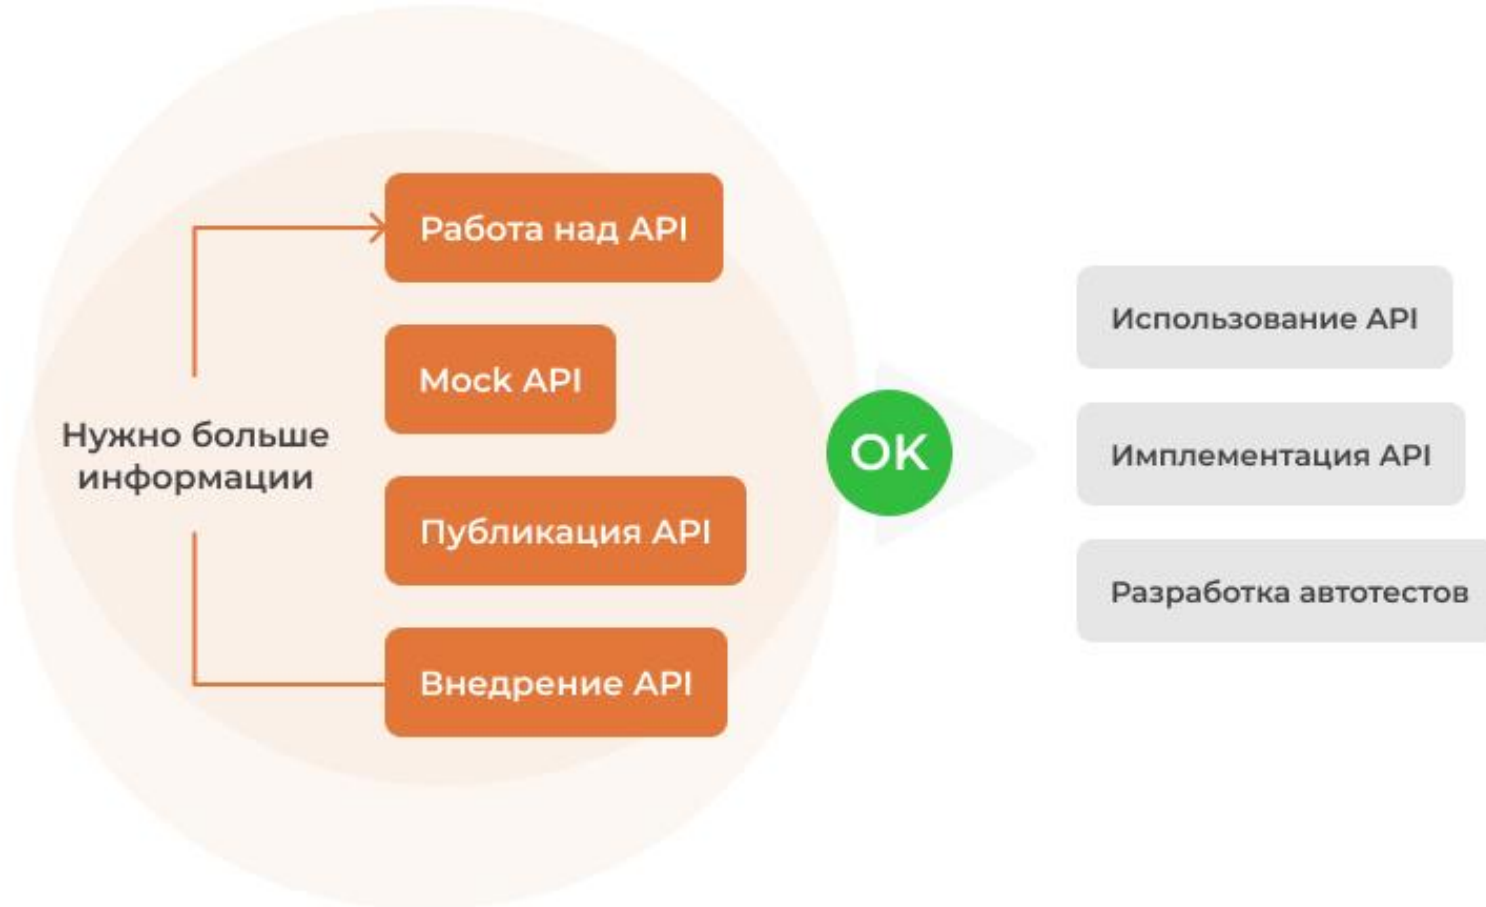 Работа над API
Mock API
Нужно больше
информации
Публикация API
Внедрение API
OK
Использование API
Имплементация API
Разработка автотестов